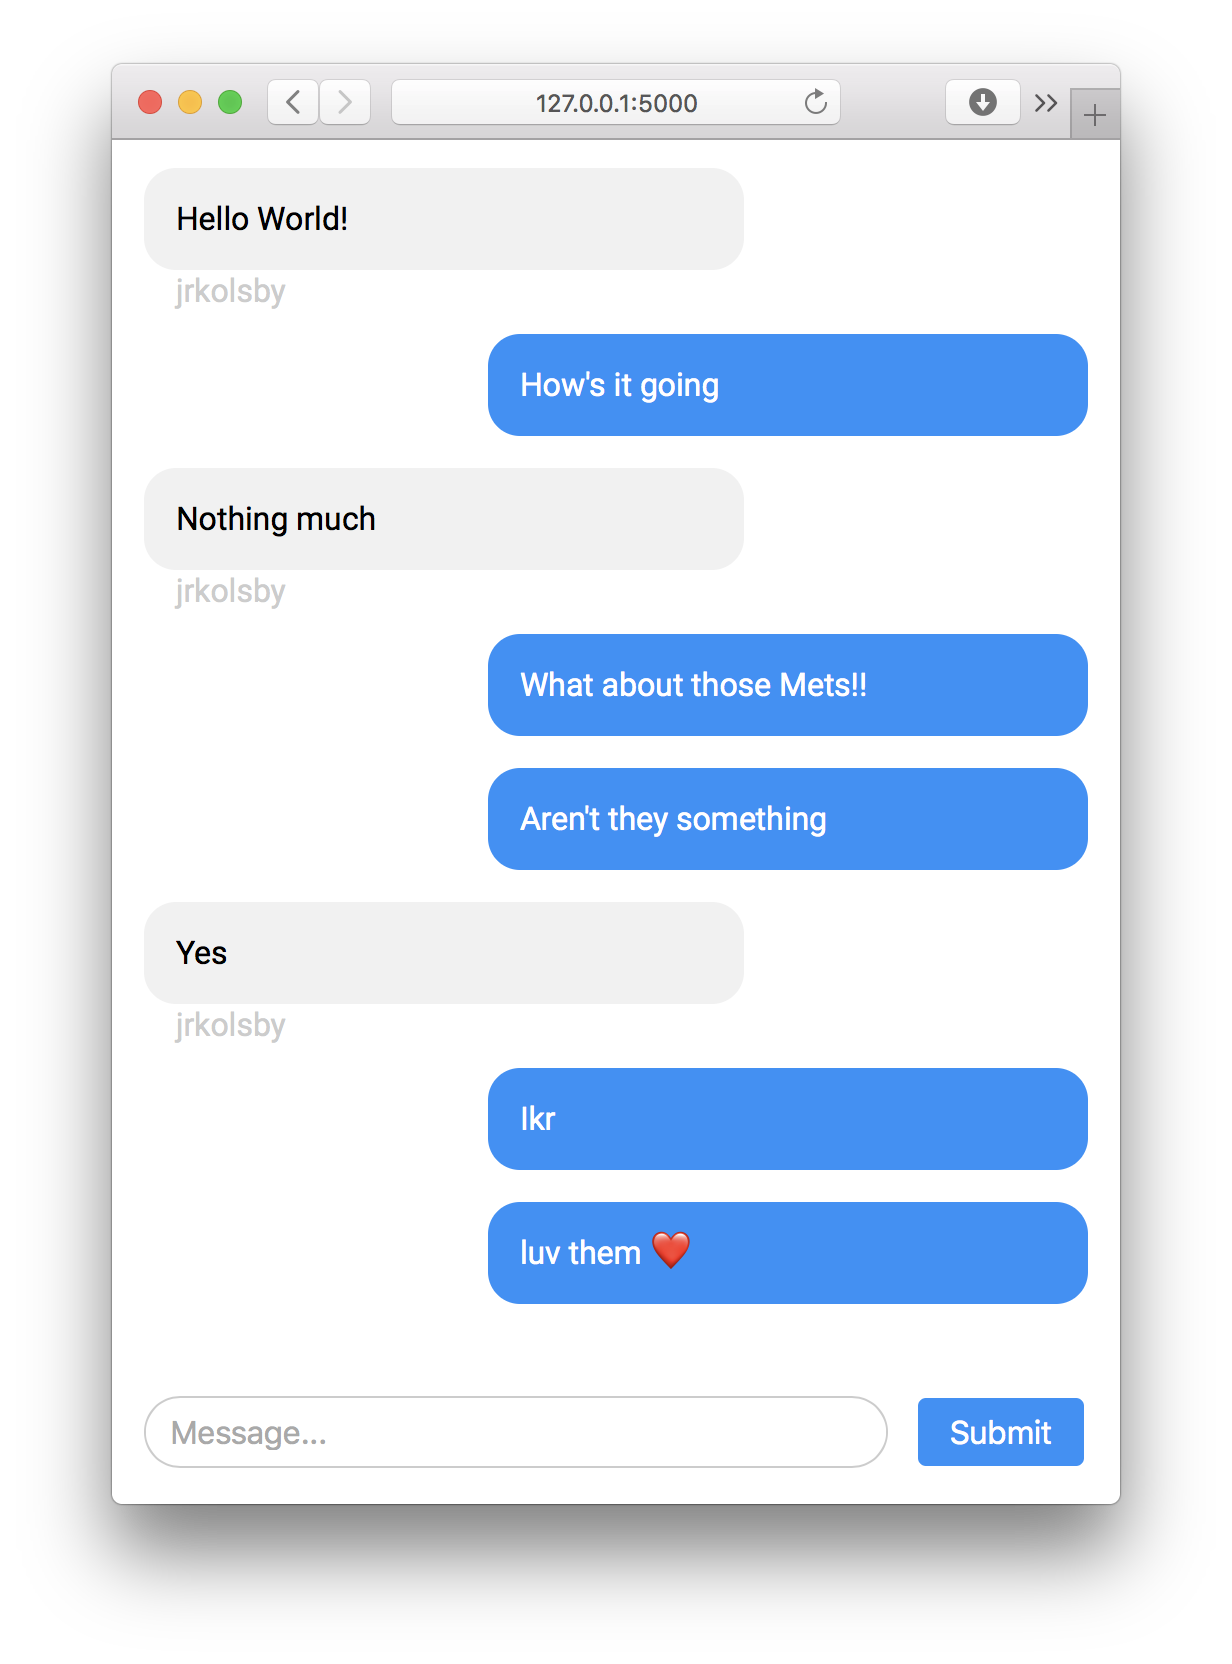 127.0.0.1:5000
Hello World!
jrkolsby
How's it going
Nothing much
jrkolsby
What about those Mets!!
Aren't they something
Yes
jrkolsby
Ikr
luv them ❤️
Message...
Submit